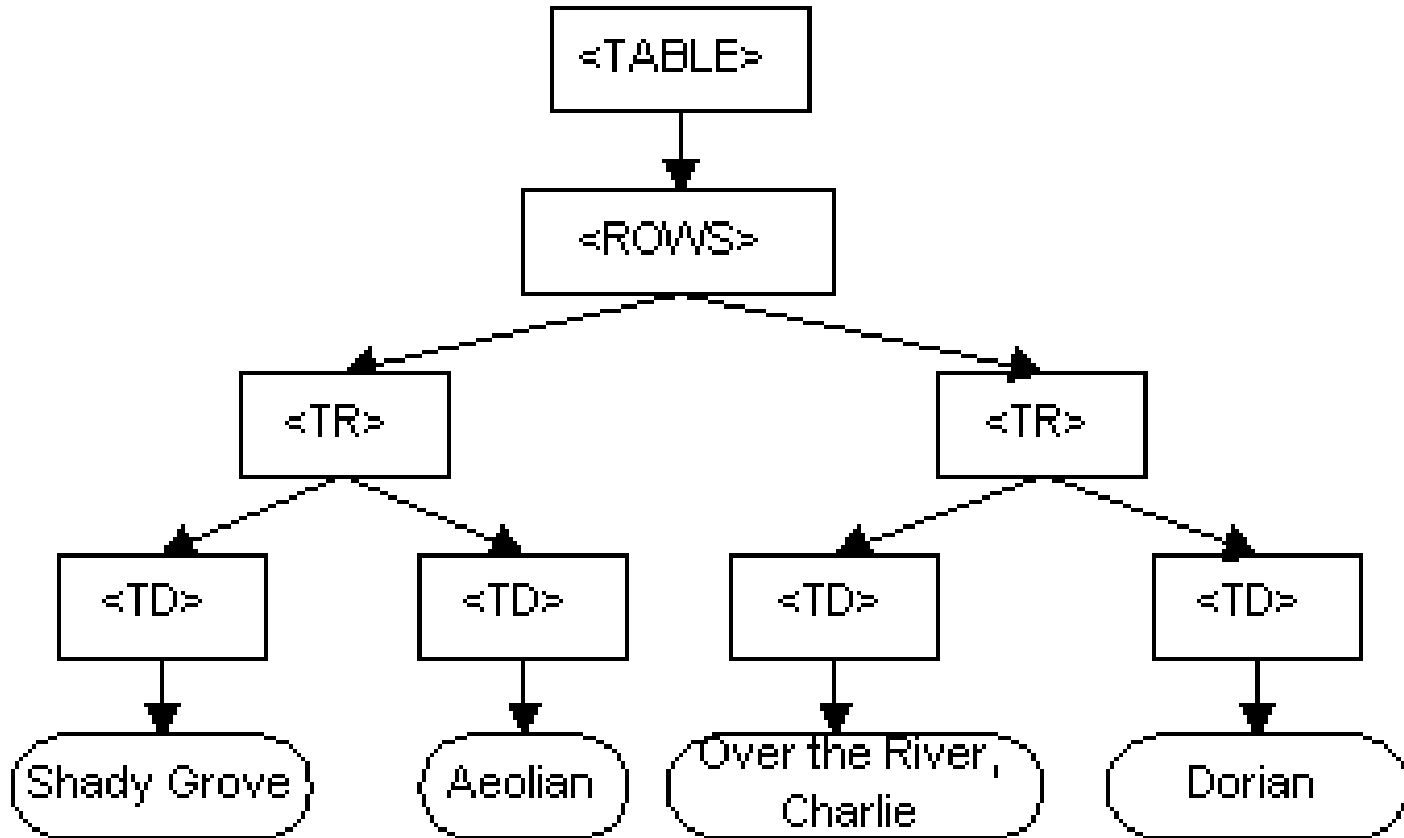 <TABLE>
<ROWS>
<TR>
<TR>
<TD>
<TD>
<TD>
<TD>
Shady Grove
Aeolian
Over the River,
Charlie
Dorian